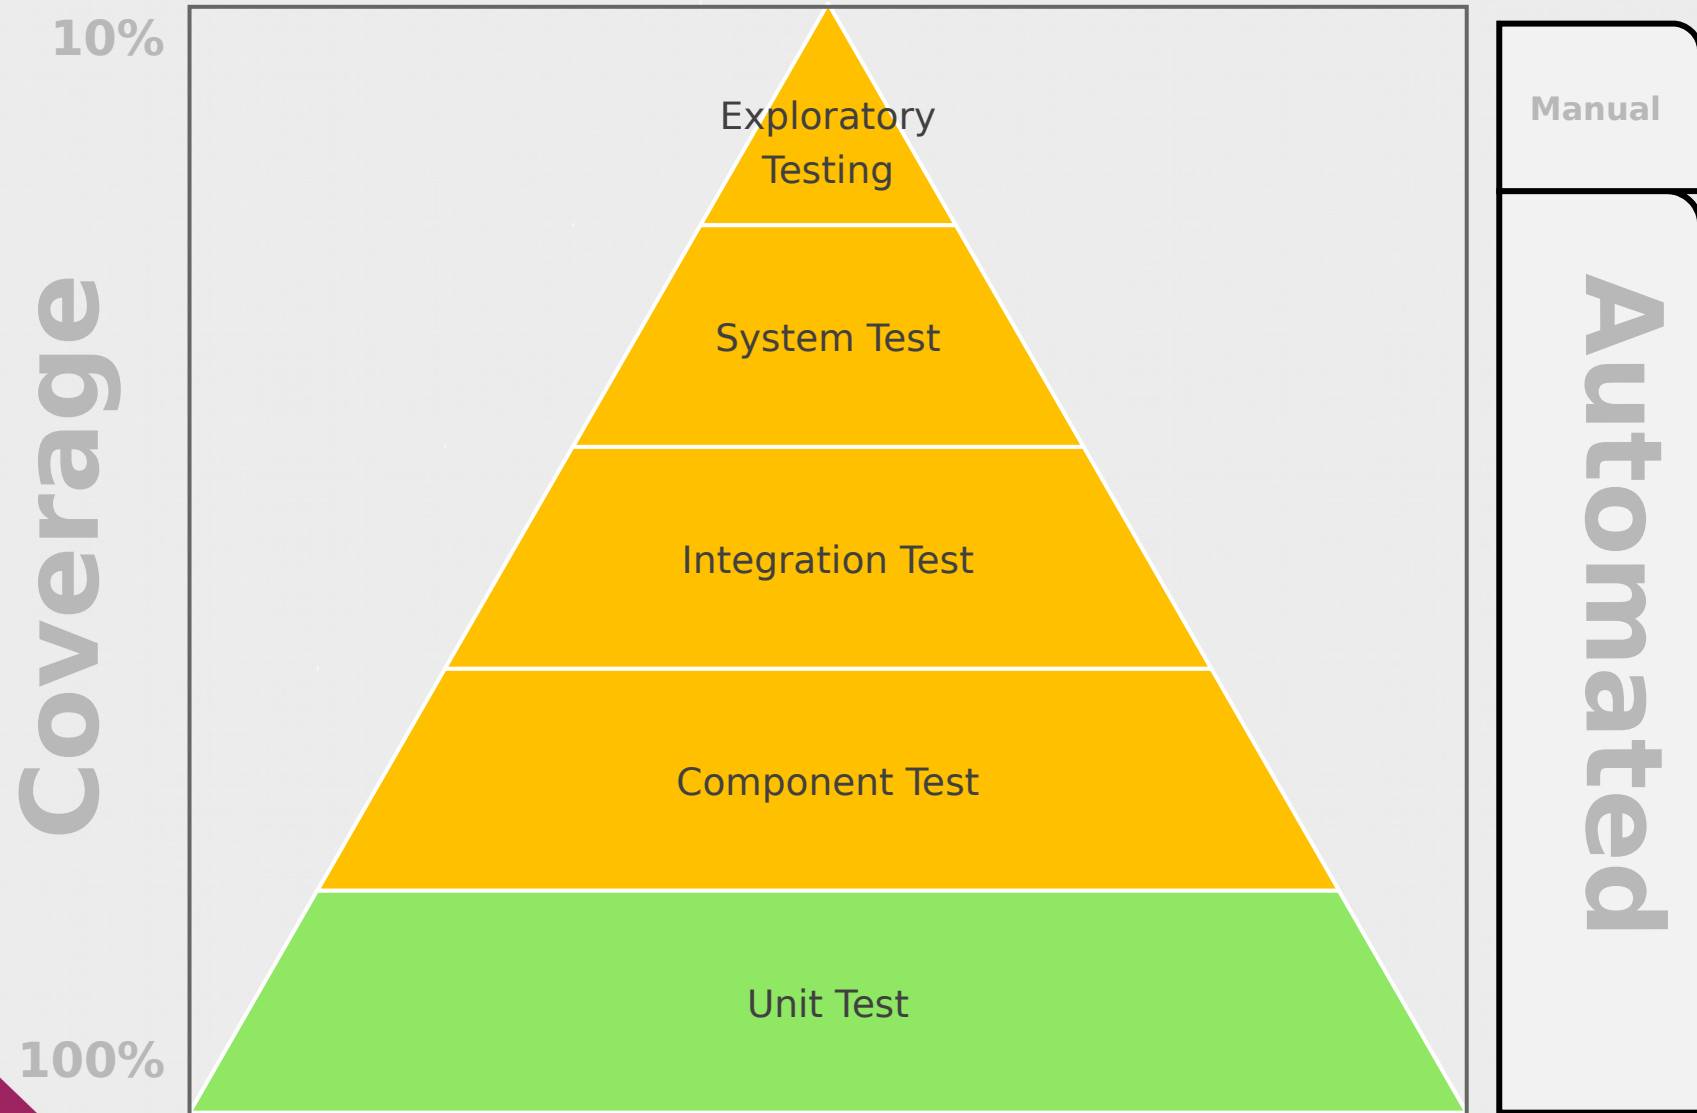 10%
Exploratory
Testing
Manual
System Test
Coverage
Automated
Integration Test
Component Test
Unit Test
100%